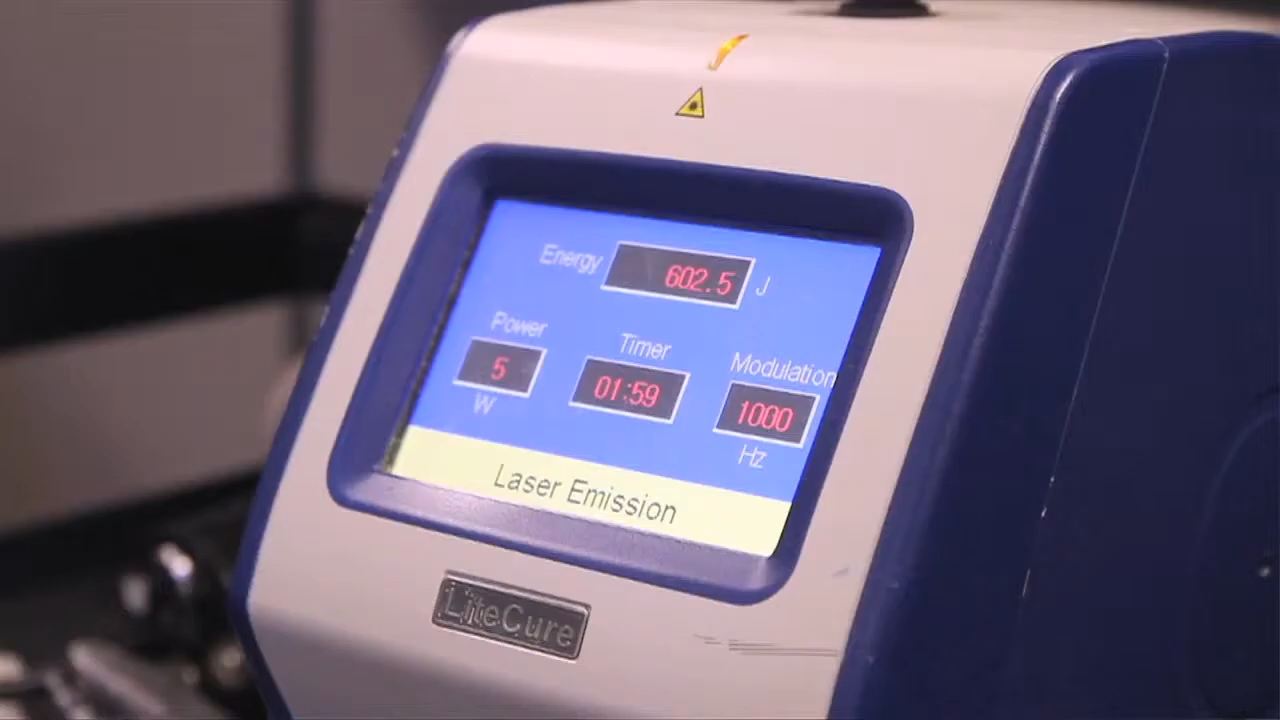 Energy 602.5 J
Power Timer Modulation
5 01:59 1000
W Hz
Laser Emission
LiteCure